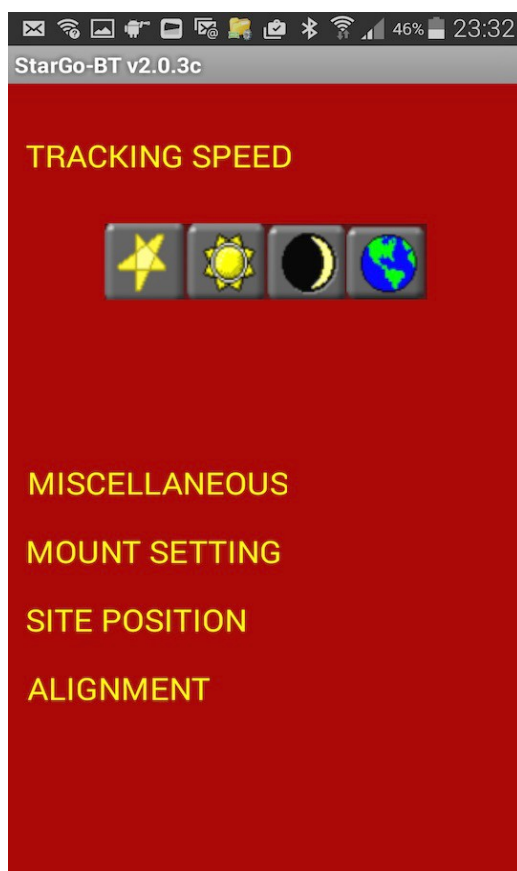 46% 23:32
StarGo-BT v2.0.3c
TRACKING SPEED
MISCELLANEOUS
MOUNT SETTING
SITE POSITION
ALIGNMENT